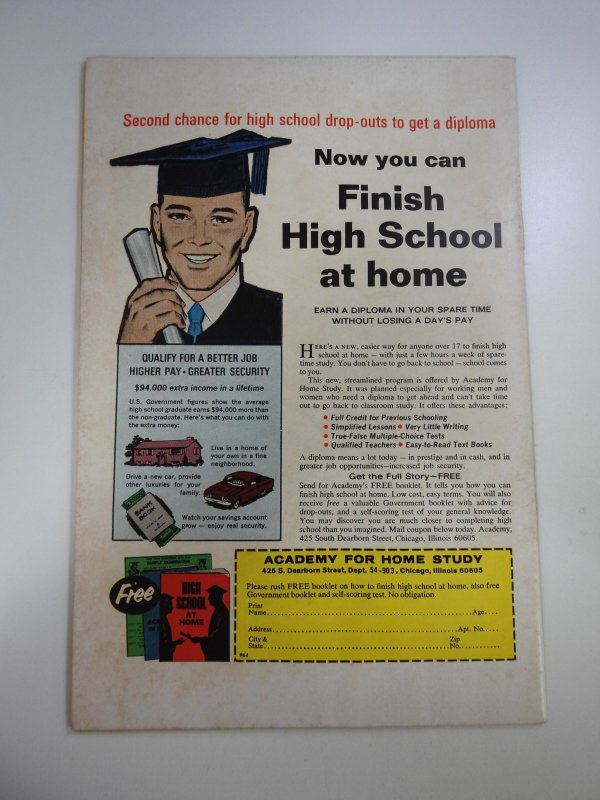 Second chance for high school drop-outs to get a diploma
Now you can
Finish
High School
at home
EARN A DIPLOMA IN YOUR SPARE TIME
WITHOUT LOSING A DAY'S PAY
HERE'S A NEW, easier way for anyone over 17 to finish high
school at home — with just a few hours a week of spare-
time study. You don't have to go back to school — school comes
to you.
This new, streamlined program is offered by Academy for
Home Study. It was planned especially for working men and
women who need a diploma to get ahead and can't take time
out to go back to classroom study. It offers these advantages:
• Full Credit for Previous Schooling
• Simplified Lessons • Very Little Writing
• True-False Multiple-Choice Tests
• Qualified Teachers • Easy-to-Read Text Books
A diploma means a lot today — in prestige and in cash, and in
greater job opportunities—increased job security.
Get the Full Story—FREE
Send for Academy's FREE booklet. It tells you how you can
finish high school at home. Low cost, easy terms. You will also
receive free a valuable Government booklet with advice for
drop-outs, and a self-scoring test of your general knowledge.
You may discover you are much closer to completing high
school than you imagined. Mail coupon below today. Academy,
425 South Dearborn Street, Chicago, Illinois 60605.
QUALIFY FOR A BETTER JOB
HIGHER PAY • GREATER SECURITY
$94,000 extra income in a lifetime
U.S. Government figures show the average
high school graduate earns $94,000 more than
the non-graduate. Here's what you can do with
the extra money:
Live in a home of
your own in a fine
neighborhood.
Drive a new car, provide
other luxuries for your
family.
BANK
BOOK
Watch your savings account
grow — enjoy real security.
Free
SAMPLE EXAMINATION
HIGH
SCHOOL
AT
HOME
ACADEMY FOR HOME STUDY
425 S. Dearborn Street, Dept. 54-303, Chicago, Illinois 60605
Please rush FREE booklet on how to finish high school at home, also free
Government booklet and self-scoring test. No obligation.
Print
Name Age
Address Apt. No.
City & Zip
State No.
964